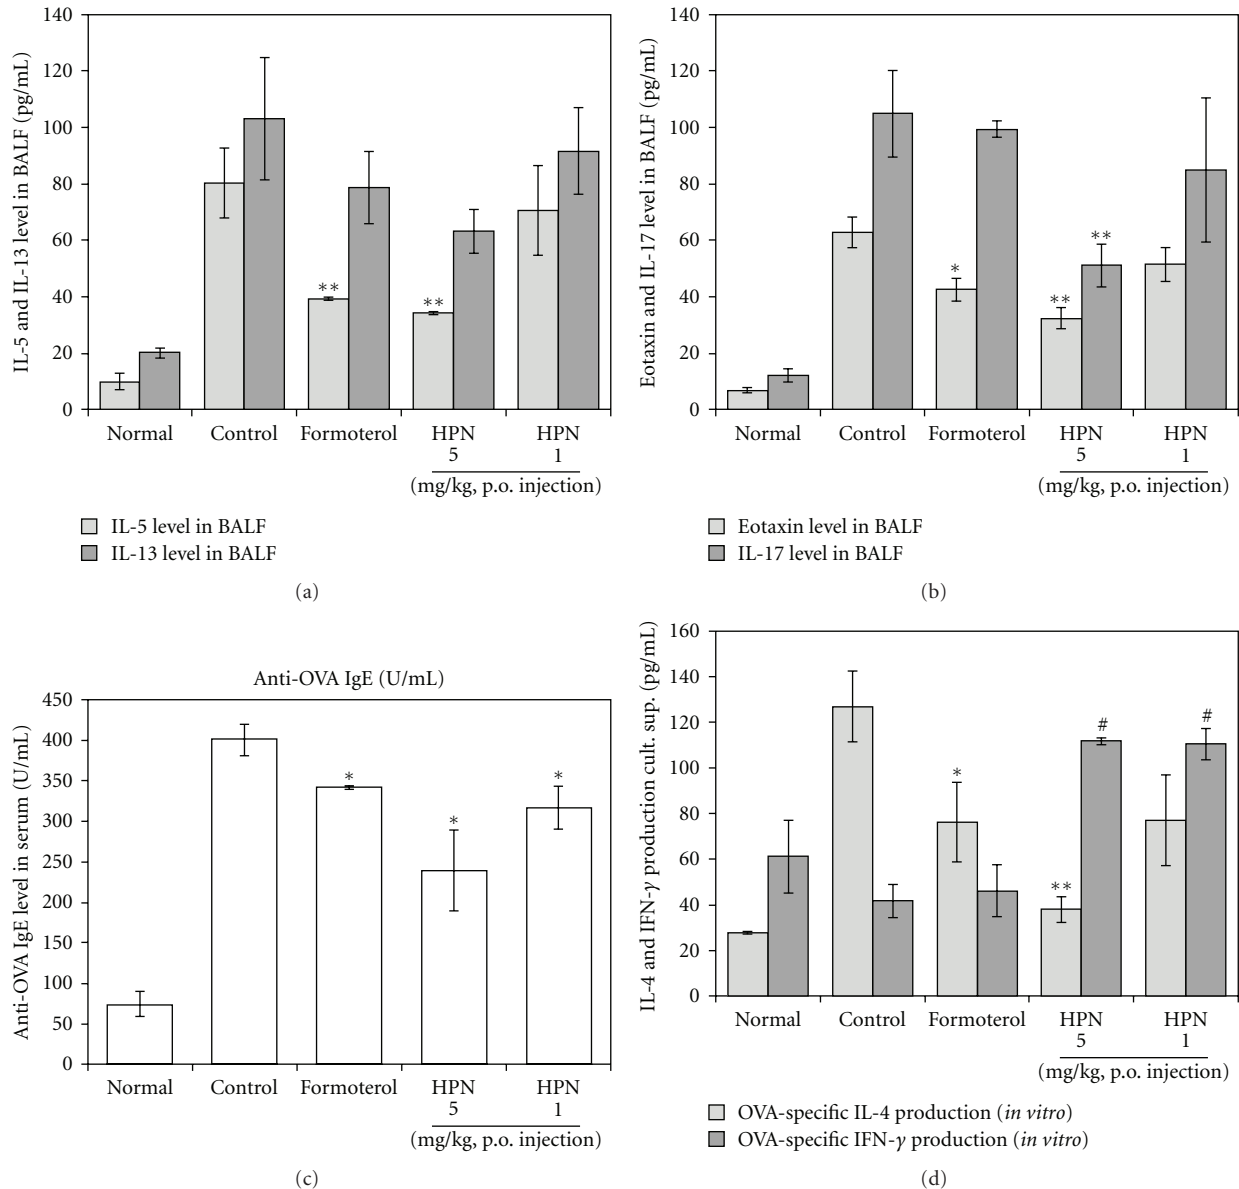 IL-5 and IL-13 level in BALF (pg/mL)
140
120
100
80
60
40
20
0
**
**
Normal
Control
Formoterol
HPN
5
HPN
1
(mg/kg, p.o. injection)
IL-5 level in BALF
IL-13 level in BALF
(a)
Eotaxin and IL-17 level in BALF (pg/mL)
140
120
100
80
60
40
20
0
*
**
**
Normal
Control
Formoterol
HPN
5
HPN
1
(mg/kg, p.o. injection)
Eotaxin level in BALF
IL-17 level in BALF
(b)
Anti-OVA IgE (U/mL)
Anti-OVA IgE level in serum (U/mL)
450
400
350
300
250
200
100
50
0
*
*
*
Normal
Control
Formoterol
HPN
5
HPN
1
(mg/kg, p.o. injection)
(c)
IL-4 and IFN-γ production cult. sup. (pg/mL)
160
140
120
100
80
60
40
20
0
*
**
#
#
Normal
Control
Formoterol
HPN
5
HPN
1
(mg/kg, p.o. injection)
OVA-specific IL-4 production (in vitro)
OVA-specific IFN-γ production (in vitro)
(d)